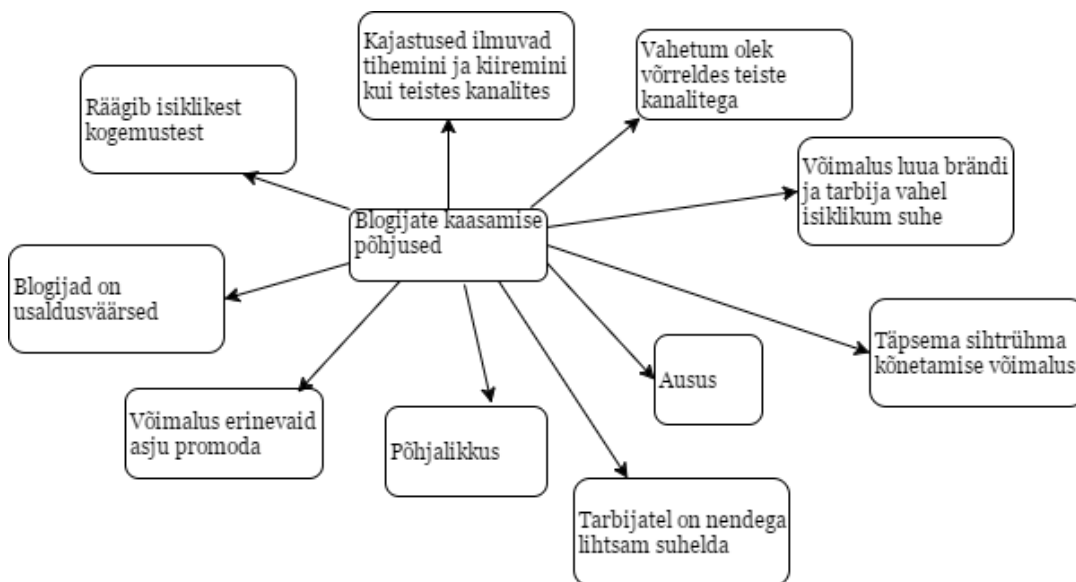 Kajastused ilmuvad
tihemini ja kiiremini
kui teistes kanalites
Vahetum olek
võrreldes teiste
kanalitega
Räägib isiklikest
kogemustest
Võimalus luua brändi
ja tarbija vahel
isiklikum suhe
Blogijate kaasamise
põhjused
Blogijad on
usaldusväärsed
Täpsema sihtrühma
kõnetamise võimalus
Ausus
Võimalus erinevaid
asju promoda
Põhjalikkus
Tarbijatel on nendega
lihtsam suhelda